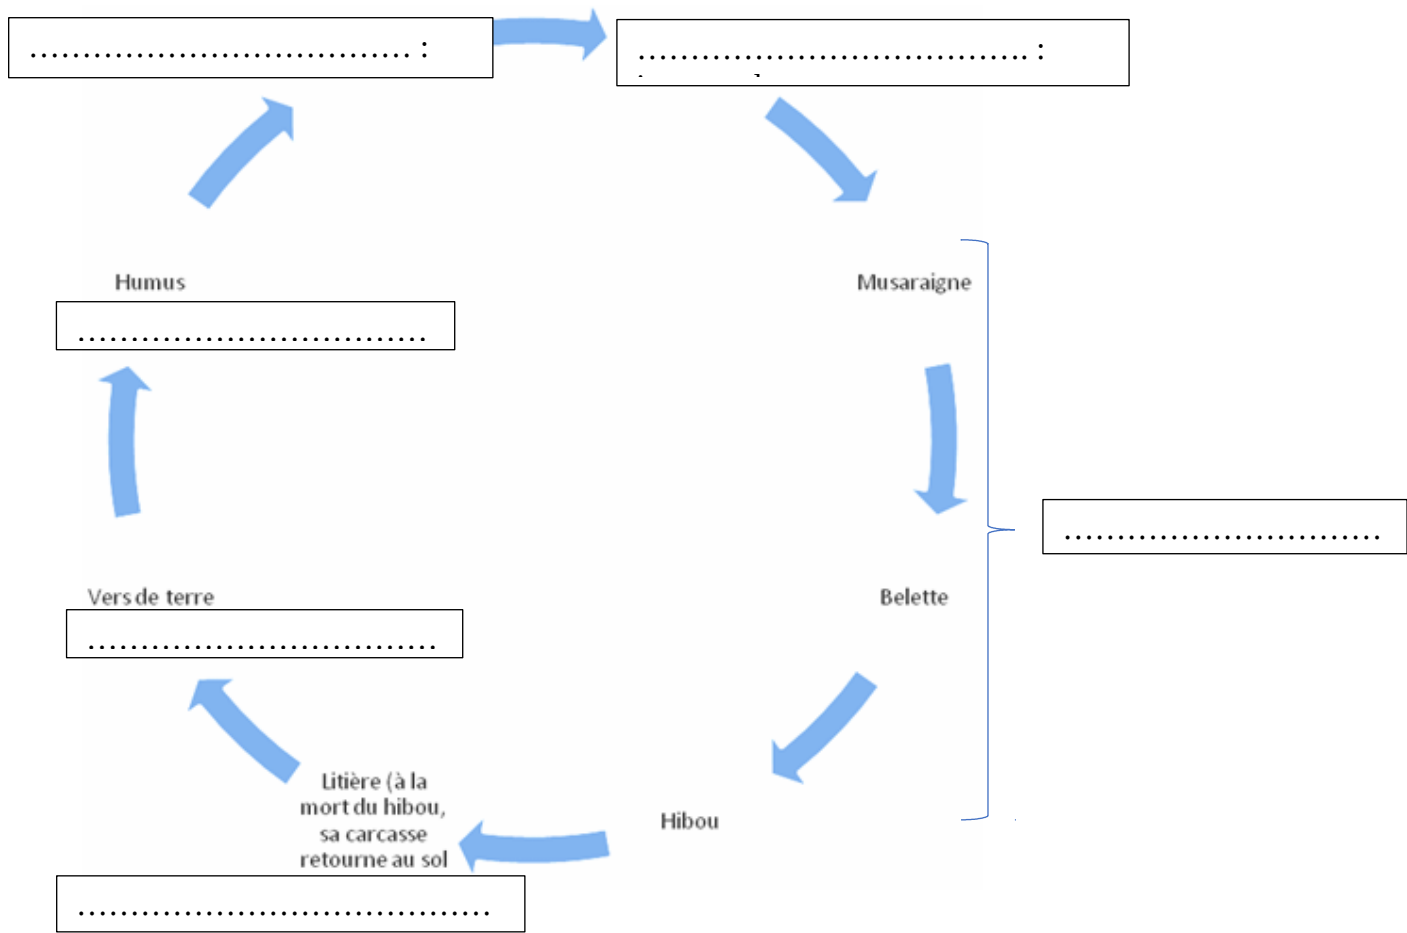 .................................... :
..................................... :
Humus
.................................
Musaraigne
..............................
Vers de terre
.................................
Belette
Litière (à la
mort du hibou,
sa carcasse
retourne au sol
Hibou
.......................................